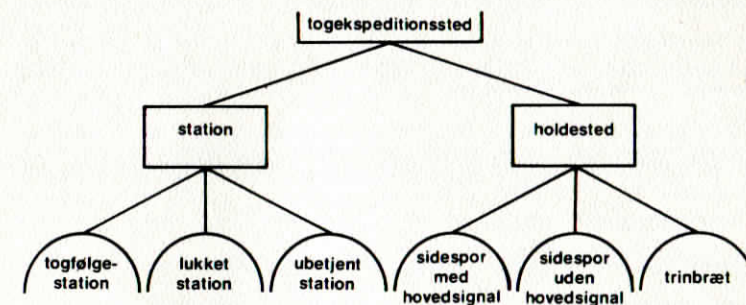 togekspeditionssted
station
holdested
togfølge-
station
lukket
station
ubetjent
station
sidespor
med
hovedsignal
sidespor
uden
hovedsignal
trinbræt